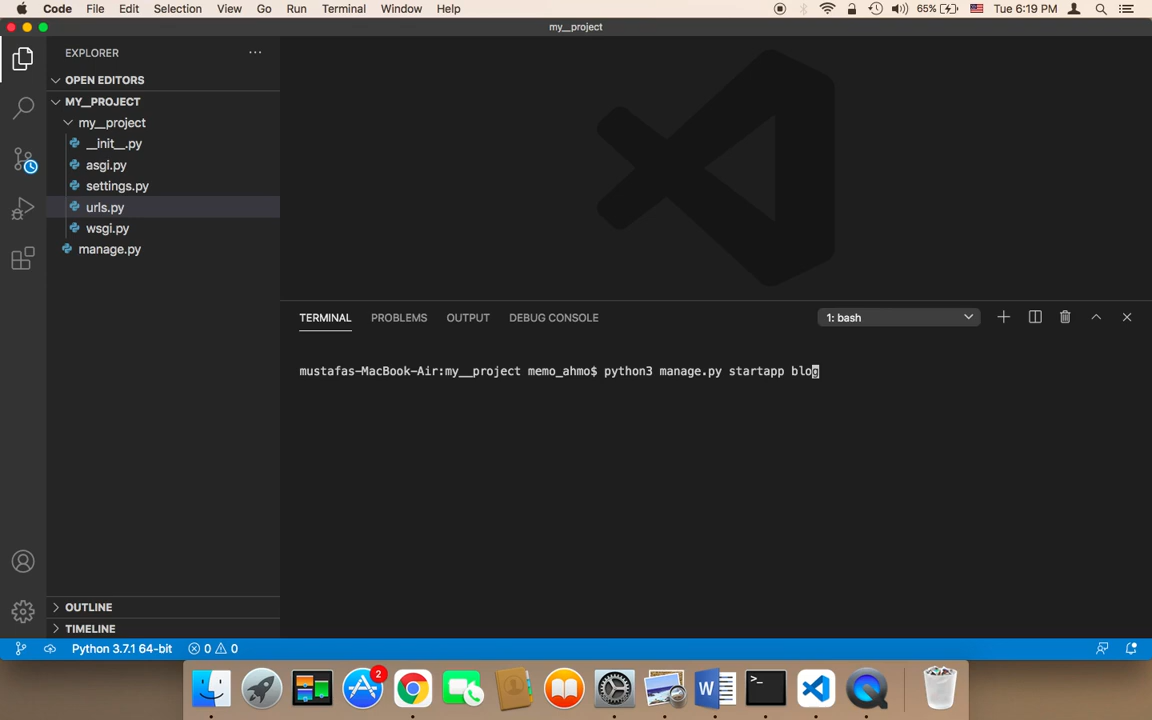 Code File Edit Selection View Go Run Terminal Window Help 65% Tue 6:19 PM
my__project
EXPLORER
OPEN EDITORS
MY__PROJECT
my__project
__init__.py
asgi.py
settings.py
urls.py
wsgi.py
manage.py
TERMINAL PROBLEMS OUTPUT DEBUG CONSOLE 1: bash
mustafas-MacBook-Air:my__project memo_ahmo$ python3 manage.py startapp blog
OUTLINE
TIMELINE
Python 3.7.1 64-bit 0 0
2